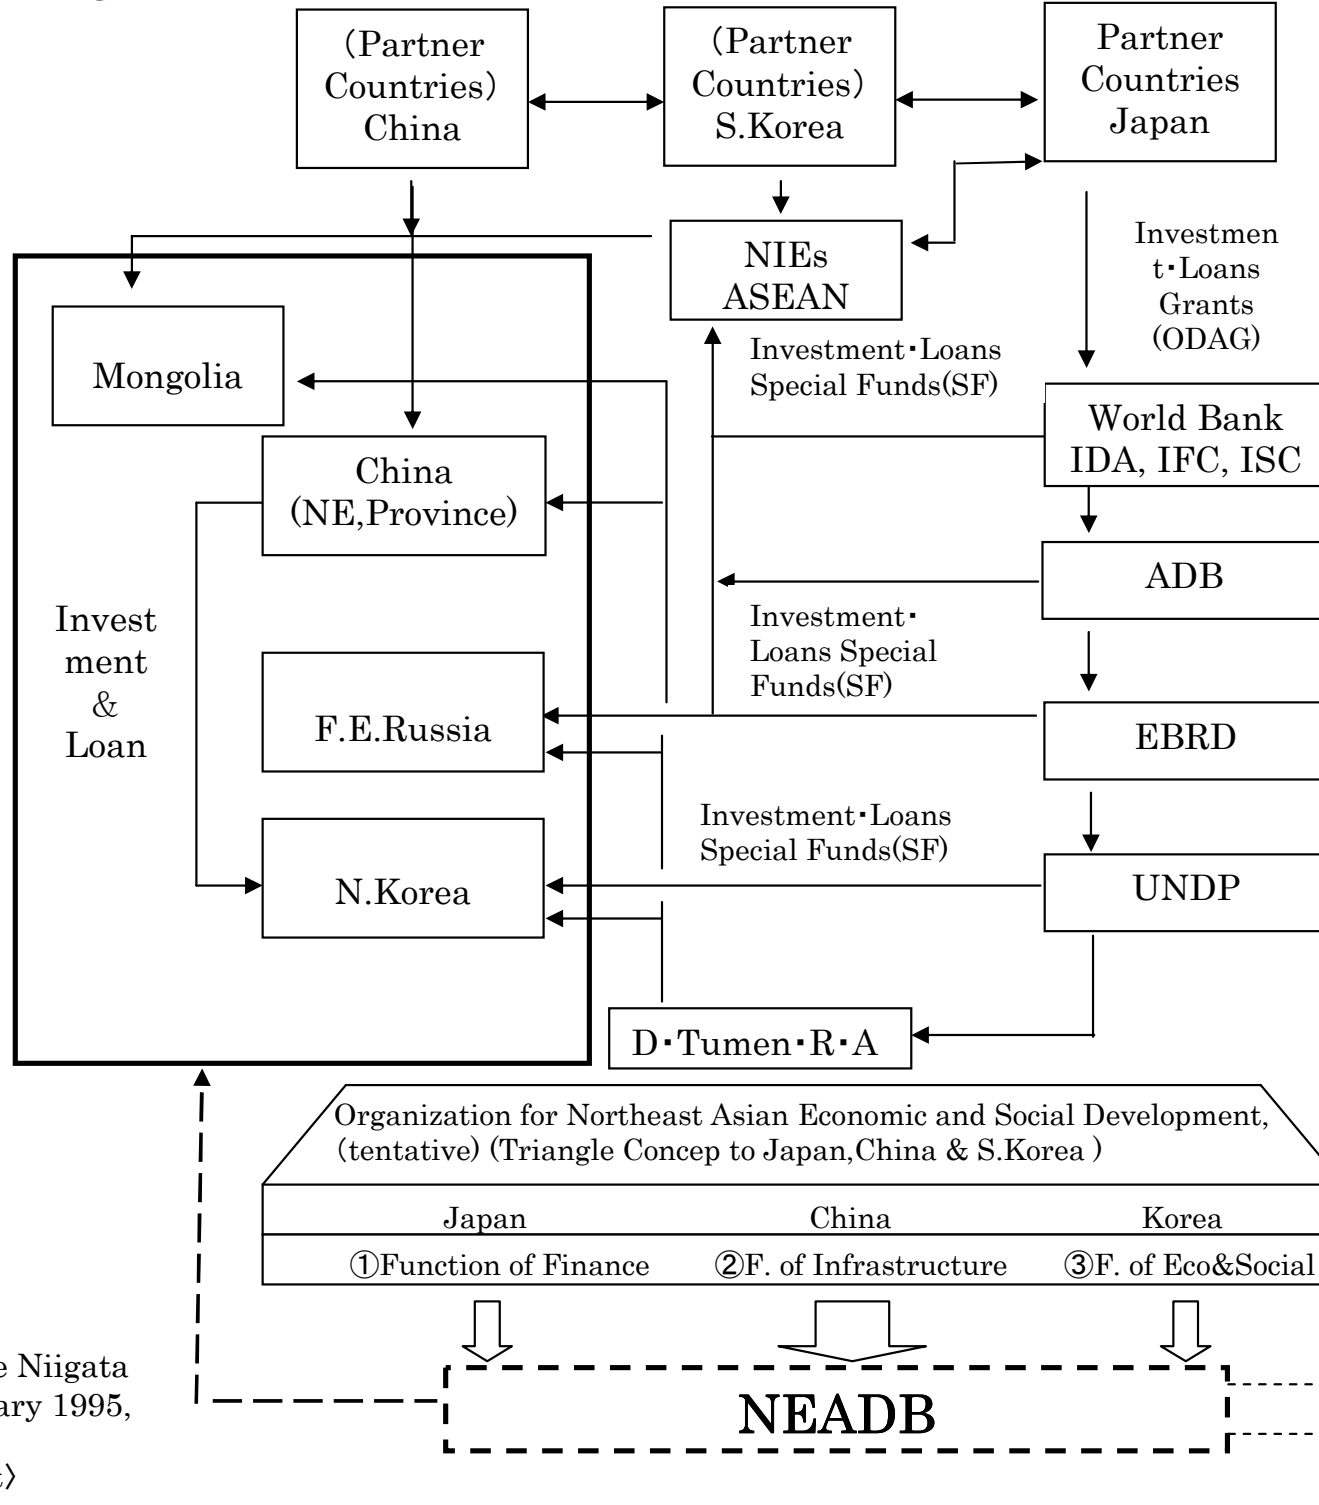 (Partner
Countries)
China
(Partner
Countries)
S.Korea
Partner
Countries
Japan
NIEs
ASEAN
Investmen
t・Loans
Grants
(ODAG)
Mongolia
Investment・Loans
Special Funds(SF)
World Bank
IDA, IFC, ISC
China
(NE,Province)
ADB
Invest
ment
&
Loan
Investment・
Loans Special
Funds(SF)
F.E.Russia
EBRD
Investment・Loans
Special Funds(SF)
N.Korea
UNDP
D・Tumen・R・A
Organization for Northeast Asian Economic and Social Development,
(tentative) (Triangle Concep to Japan,China & S.Korea )
Japan China Korea
①Function of Finance ②F. of Infrastructure ③F. of Eco&Social
Niigata
1995,
NEADB